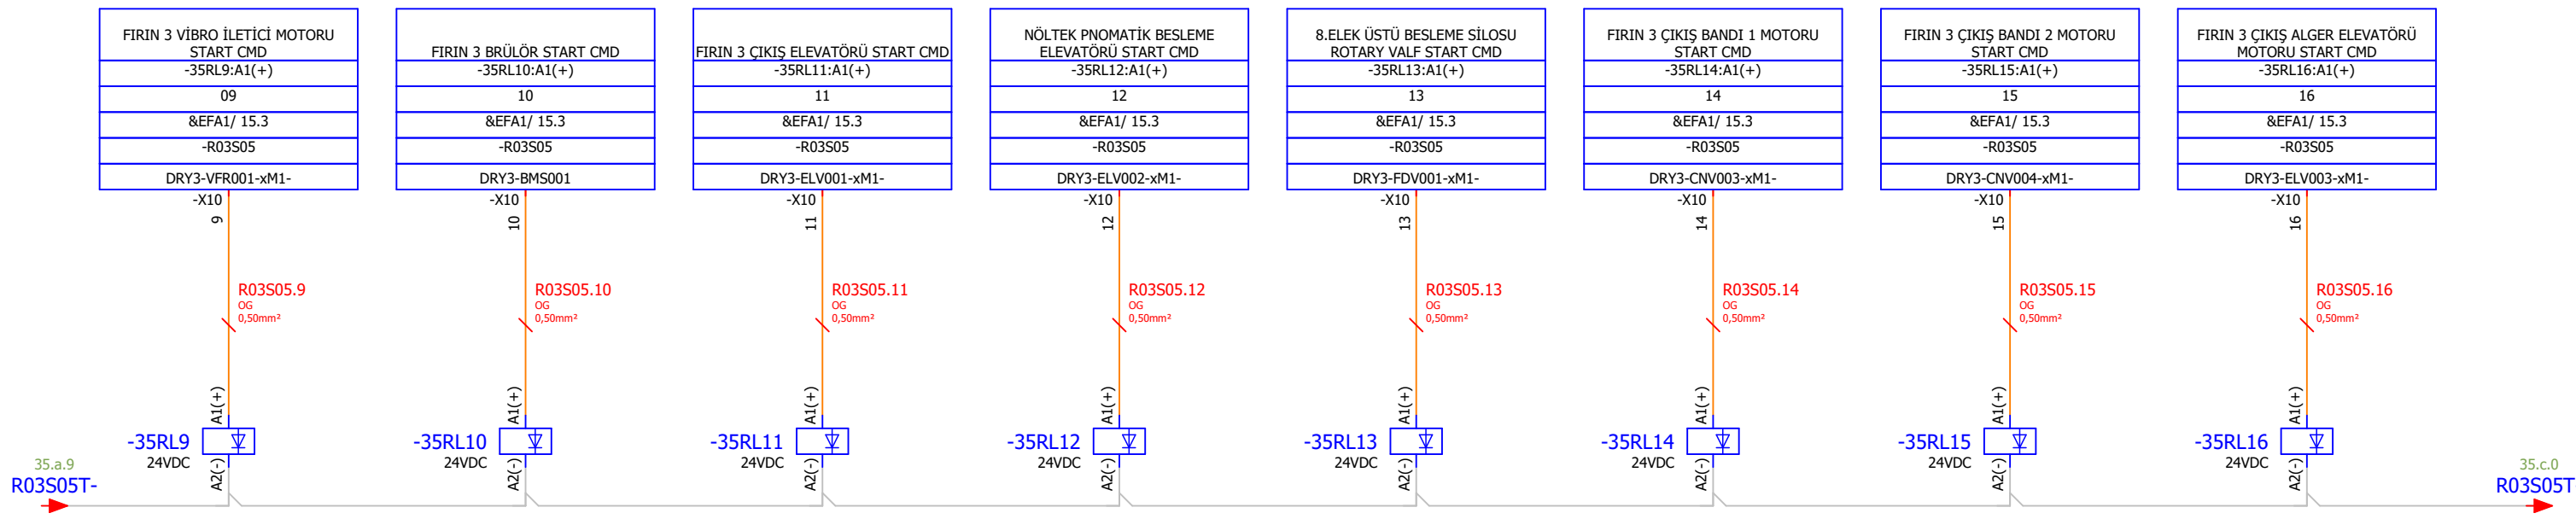 FIRIN 3 VİBRO İLETİCİ MOTORU
START CMD
-35RL9:A1(+)
09
&EFA1/ 15.3
-R03S05
DRY3-VFR001-xM1-
FIRIN 3 BRÜLÖR START CMD
-35RL10:A1(+)
10
&EFA1/ 15.3
-R03S05
DRY3-BMS001
FIRIN 3 ÇIKIŞ ELEVATÖRÜ START CMD
-35RL11:A1(+)
11
&EFA1/ 15.3
-R03S05
DRY3-ELV001-xM1-
NÖLTEK PNOMATİK BESLEME
ELEVATÖRÜ START CMD
-35RL12:A1(+)
12
&EFA1/ 15.3
-R03S05
DRY3-ELV002-xM1-
8.ELEK ÜSTÜ BESLEME SİLOSU
ROTARY VALF START CMD
-35RL13:A1(+)
13
&EFA1/ 15.3
-R03S05
DRY3-FDV001-xM1-
FIRIN 3 ÇIKIŞ BANDI 1 MOTORU
START CMD
-35RL14:A1(+)
14
&EFA1/ 15.3
-R03S05
DRY3-CNV003-xM1-
FIRIN 3 ÇIKIŞ BANDI 2 MOTORU
START CMD
-35RL15:A1(+)
15
&EFA1/ 15.3
-R03S05
DRY3-CNV004-xM1-
FIRIN 3 ÇIKIŞ ALGER ELEVATÖRÜ
MOTORU START CMD
-35RL16:A1(+)
16
&EFA1/ 15.3
-R03S05
DRY3-ELV003-xM1-
-X10
9
R03S05.9
OG
0,50mm²
A1(+)
-35RL9
24VDC
A2(-)
-X10
10
R03S05.10
OG
0,50mm²
A1(+)
-35RL10
24VDC
A2(-)
-X10
11
R03S05.11
OG
0,50mm²
A1(+)
-35RL11
24VDC
A2(-)
-X10
12
R03S05.12
OG
0,50mm²
A1(+)
-35RL12
24VDC
A2(-)
-X10
13
R03S05.13
OG
0,50mm²
A1(+)
-35RL13
24VDC
A2(-)
-X10
14
R03S05.14
OG
0,50mm²
A1(+)
-35RL14
24VDC
A2(-)
-X10
15
R03S05.15
OG
0,50mm²
A1(+)
-35RL15
24VDC
A2(-)
-X10
16
R03S05.16
OG
0,50mm²
A1(+)
-35RL16
24VDC
A2(-)
35.a.9
R03S05T-
35.c.0
R03S05T